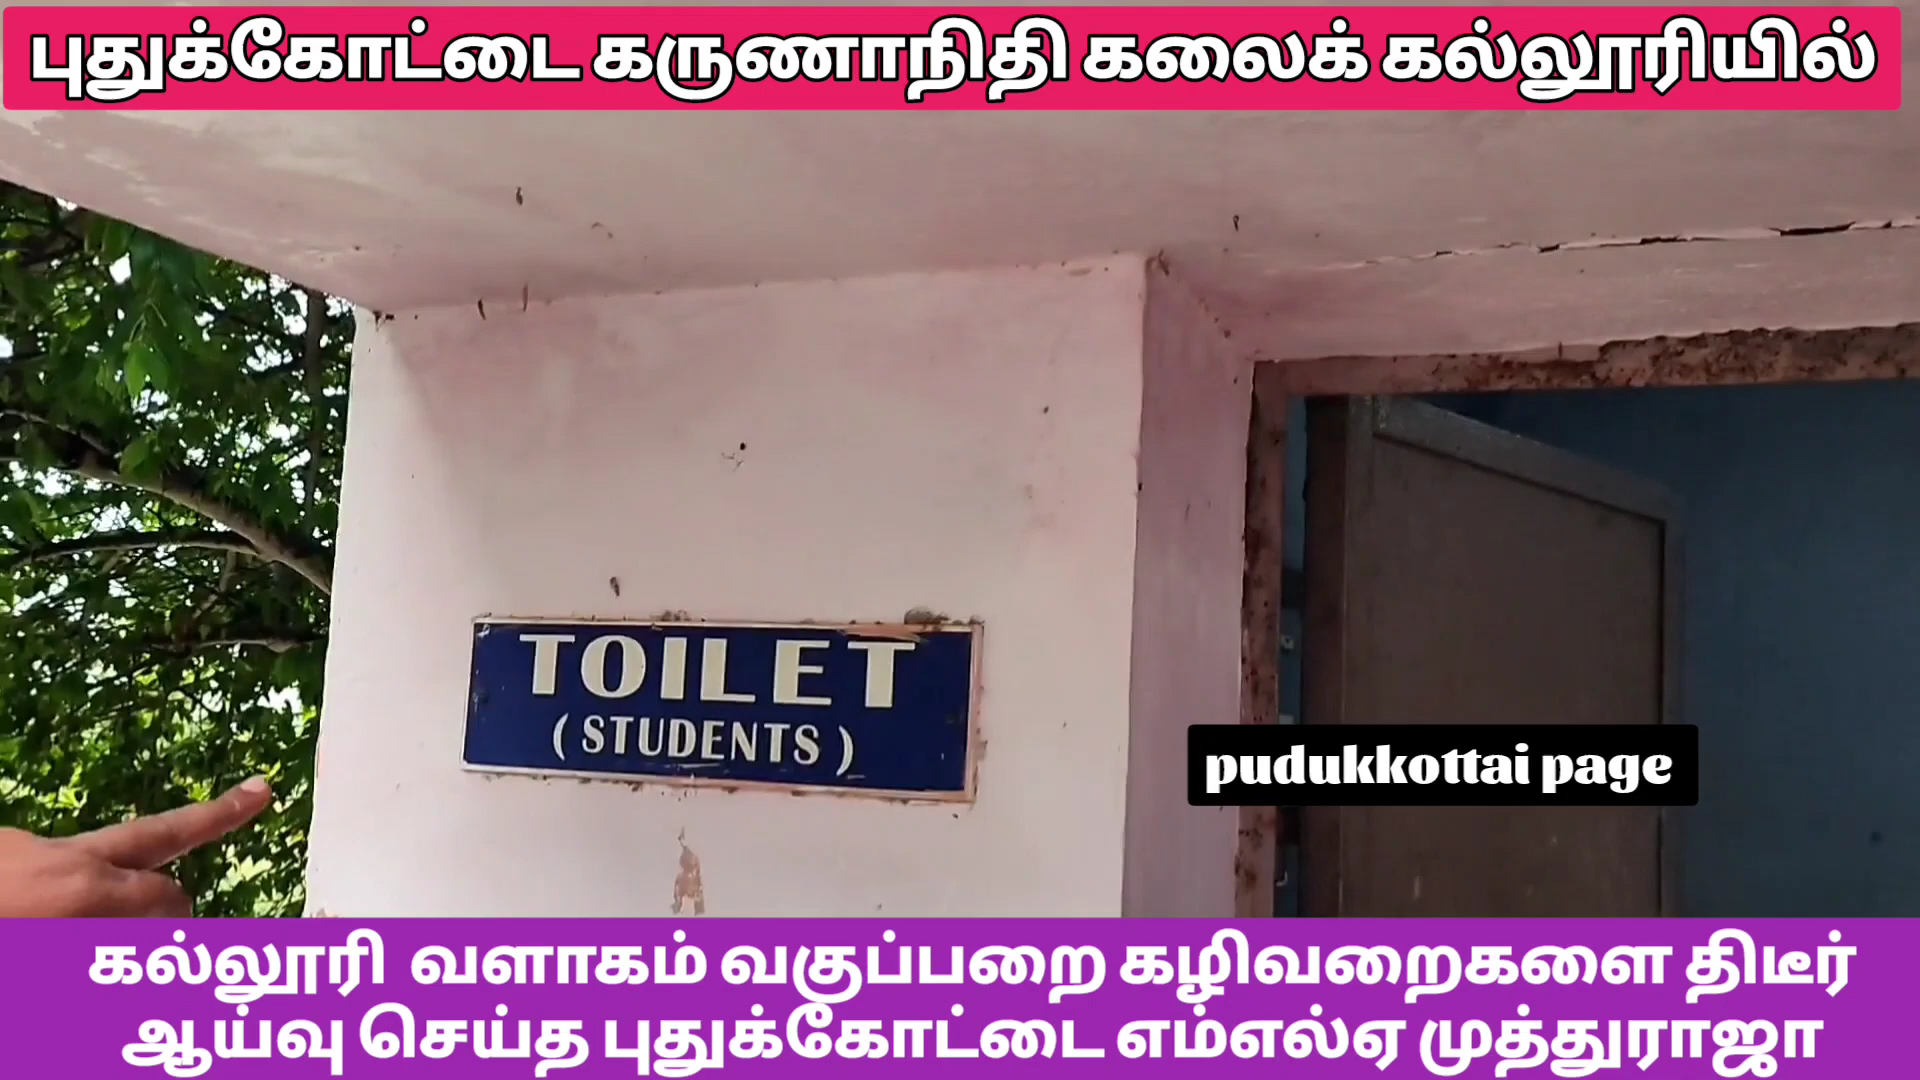 புதுக்கோட்டை கருணாநிதி கலைக் கல்லூரியில்
TOILET
( STUDENTS )
pudukkottai page
கல்லூரி வளாகம் வகுப்பறை கழிவறைகளை திடீர்
ஆய்வு செய்த புதுக்கோட்டை எம்எல்ஏ முத்துராஜா